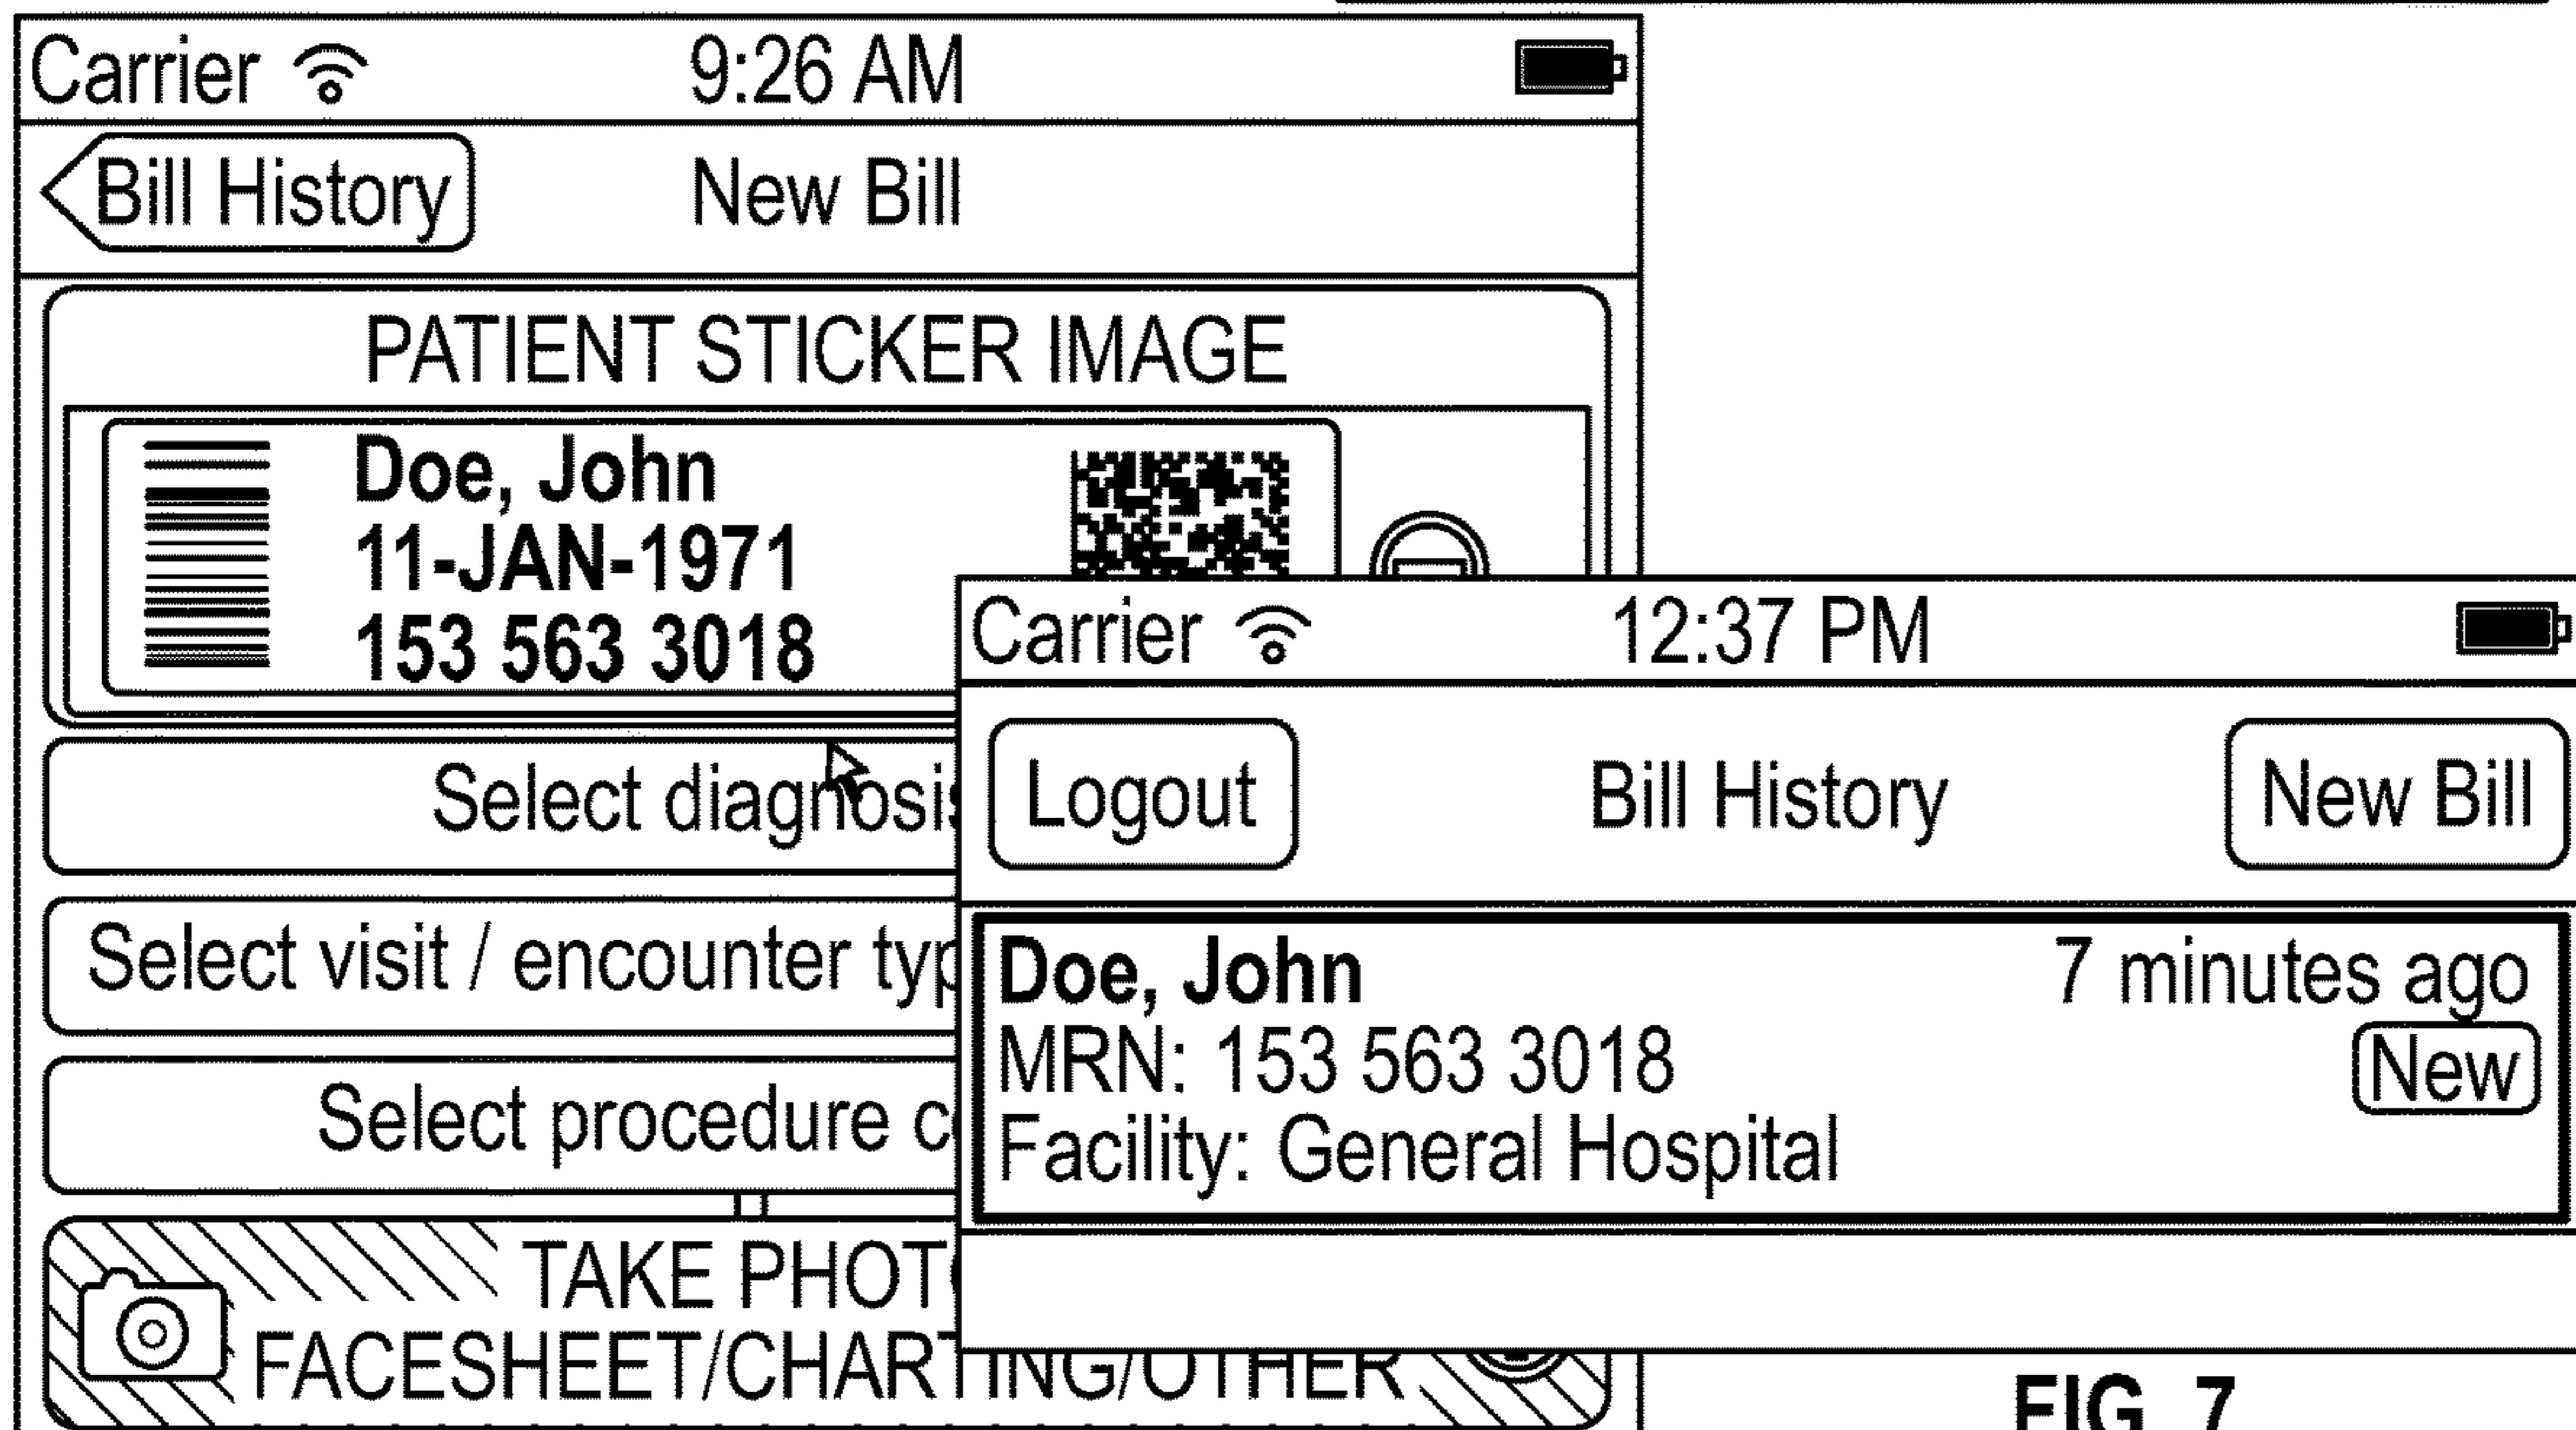 Carrier 9:26 AM
Bill History New Bill
PATIENT STICKER IMAGE
Doe, John
11-JAN-1971
153 563 3018
Select diagnosis
Select visit / encounter typ
Select procedure c
TAKE PHOTO
FACESHEET/CHARTING/OTHER
Carrier 12:37 PM
Logout Bill History New Bill
Doe, John 7 minutes ago
MRN: 153 563 3018 New
Facility: General Hospital
FIG. 7